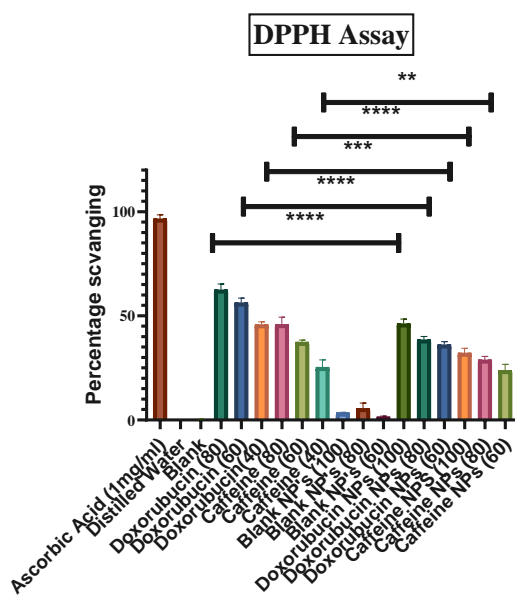 DPPH Assay
**
****
***
****
****
Percentage scvanging
100
50
0
Ascorbic Acid (1mg/ml)
Distilled Water
Blank
Doxorubucin (80)
Doxorubucin (60)
Doxorubucin (40)
Caffeine (80)
Caffeine (60)
Caffeine (40)
Blank NPs (100)
Blank NPs (80)
Blank NPs (60)
Blank NPs (100)
Doxorubucin NPs (80)
Doxorubucin NPs (60)
Caffeine NPs (100)
Caffeine NPs (80)
Caffeine NPs (60)